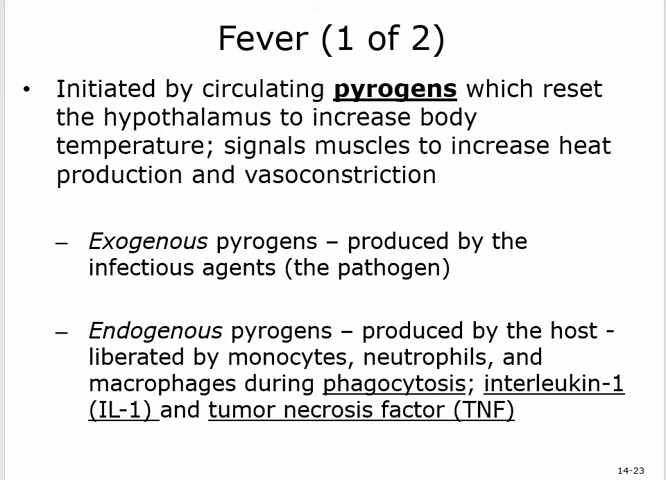 Fever (1 of 2)
• Initiated by circulating pyrogens which reset
the hypothalamus to increase body
temperature; signals muscles to increase heat
production and vasoconstriction
– Exogenous pyrogens – produced by the
infectious agents (the pathogen)
– Endogenous pyrogens – produced by the host -
liberated by monocytes, neutrophils, and
macrophages during phagocytosis; interleukin-1
(IL-1) and tumor necrosis factor (TNF)
14-23